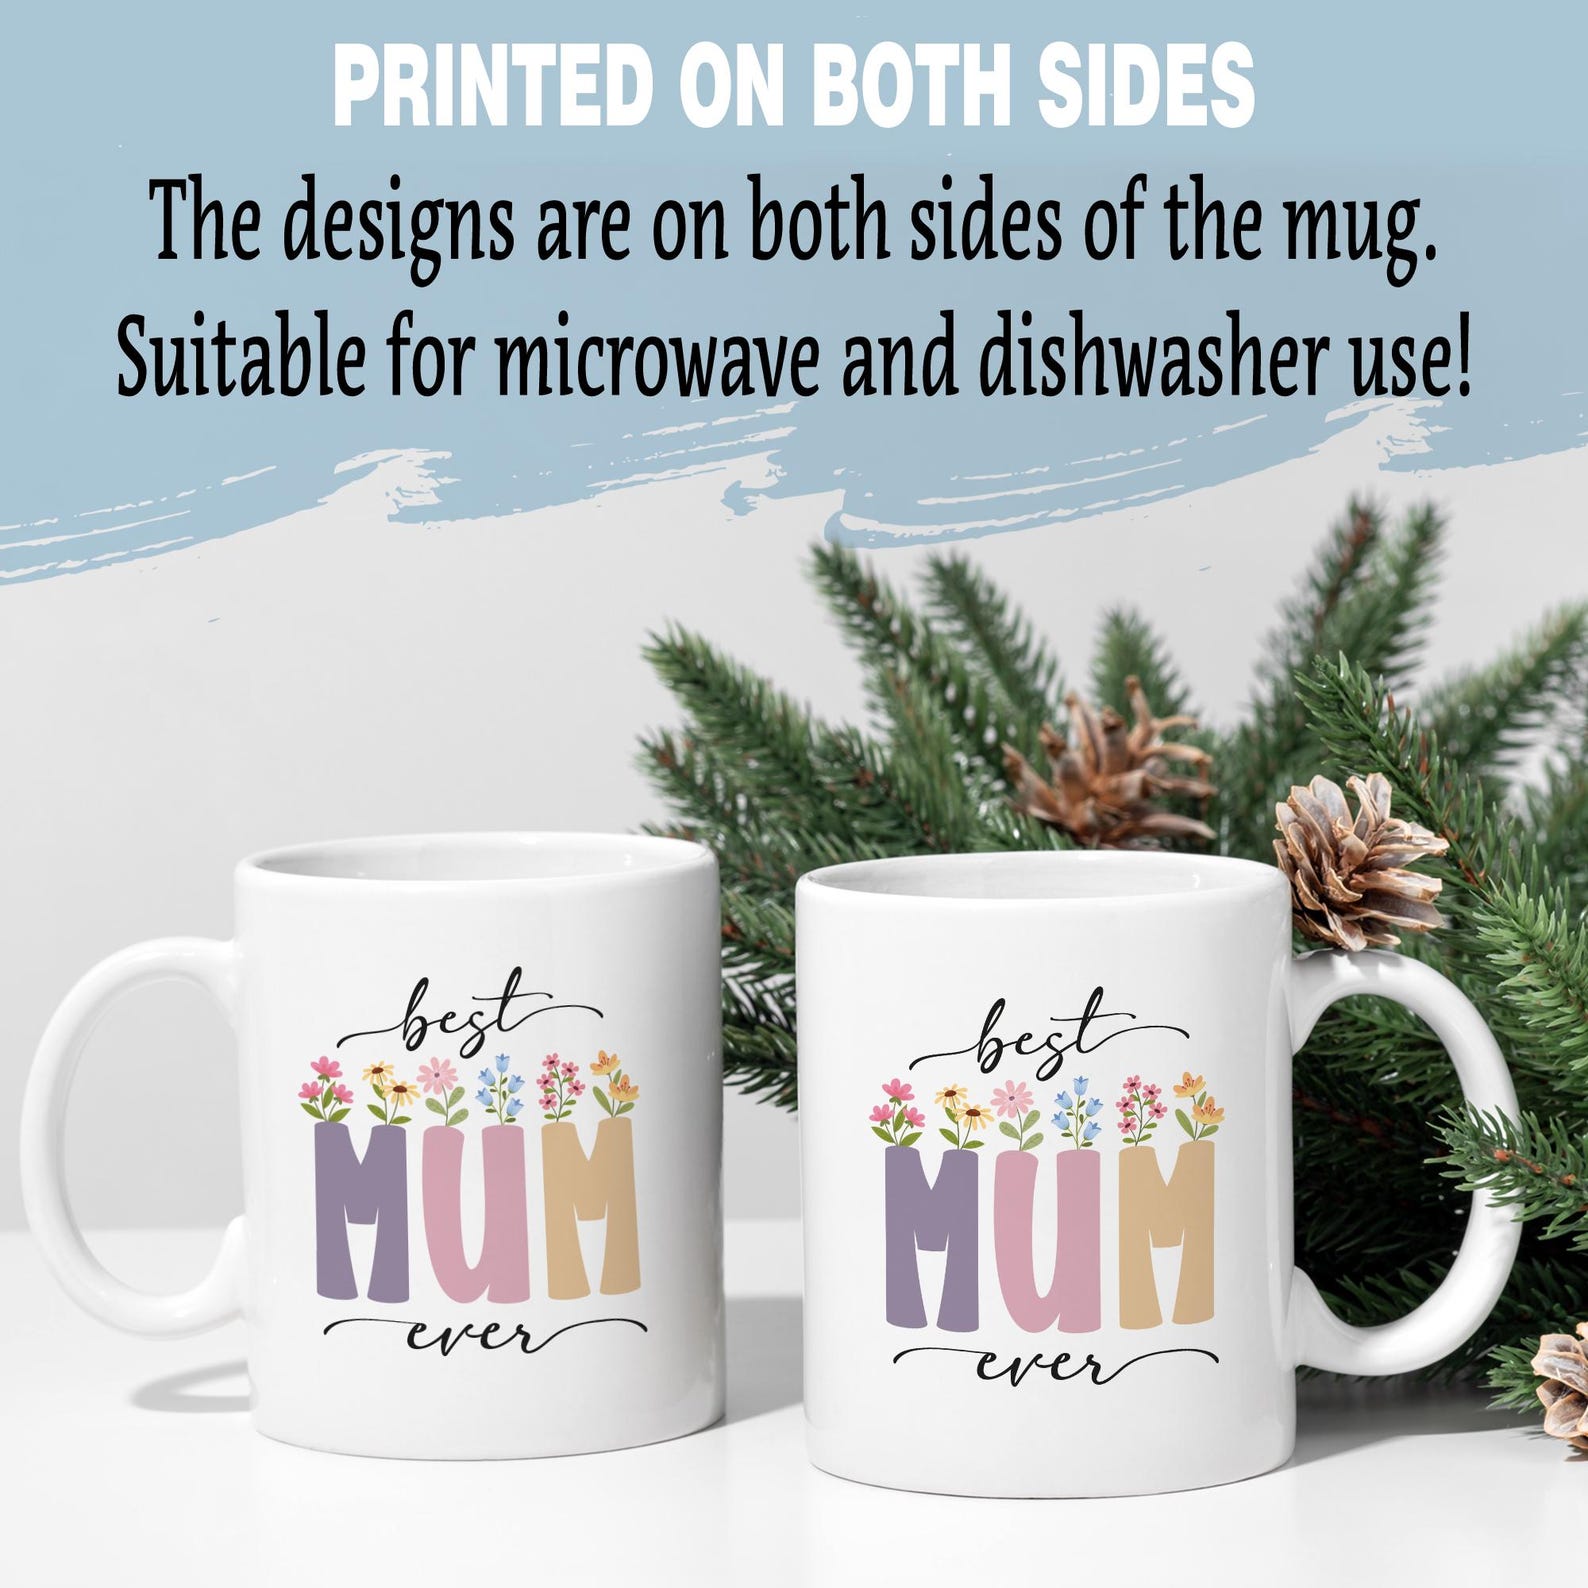 PRINTED ON BOTH SIDES
The designs are on both sides of the mug.
Suitable for microwave and dishwasher use!
best
MUM
ever
best
MUM
ever